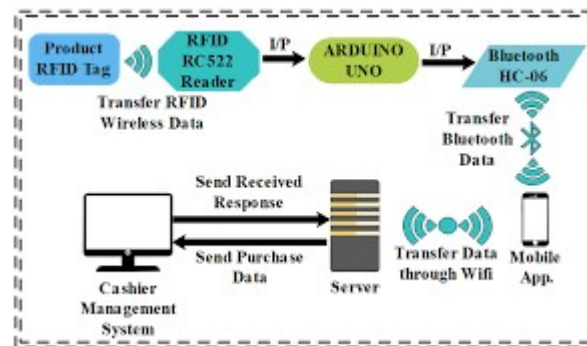 Product
RFID Tag
RFID
RC522
Reader
I/P
ARDUINO
UNO
I/P
Bluetooth
HC-06
Transfer RFID
Wireless Data
Transfer
Bluetooth
Data
Send Received
Response
Send Purchase
Data
Cashier
Management
System
Server
Transfer Data
through Wifi
Mobile
App.